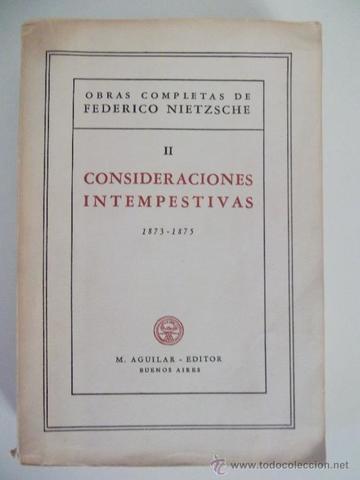 OBRAS COMPLETAS DE
FEDERICO NIETZSCHE
II
CONSIDERACIONES
INTEMPESTIVAS
1873-1875
M. AGUILAR - EDITOR
BUENOS AIRES
www.todocoleccion.net